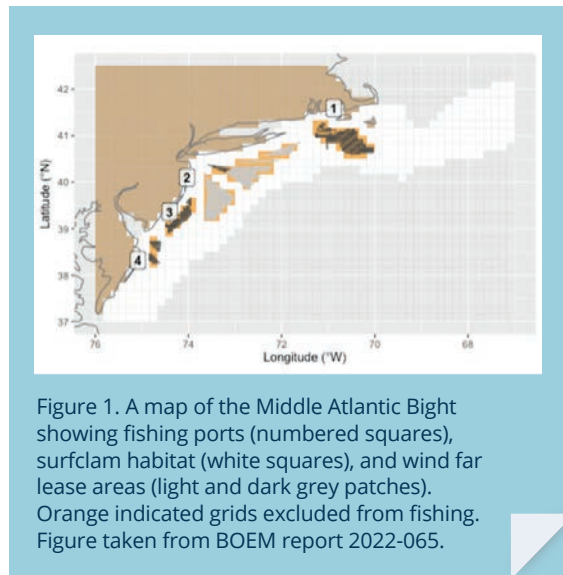 42
41
40
39
38
37
Latitude (°N)
1
2
3
4
76
74
72
70
68
Longitude (°W)
Figure 1. A map of the Middle Atlantic Bight
showing fishing ports (numbered squares),
surfclam habitat (white squares), and wind far
lease areas (light and dark grey patches).
Orange indicated grids excluded from fishing.
Figure taken from BOEM report 2022-065.